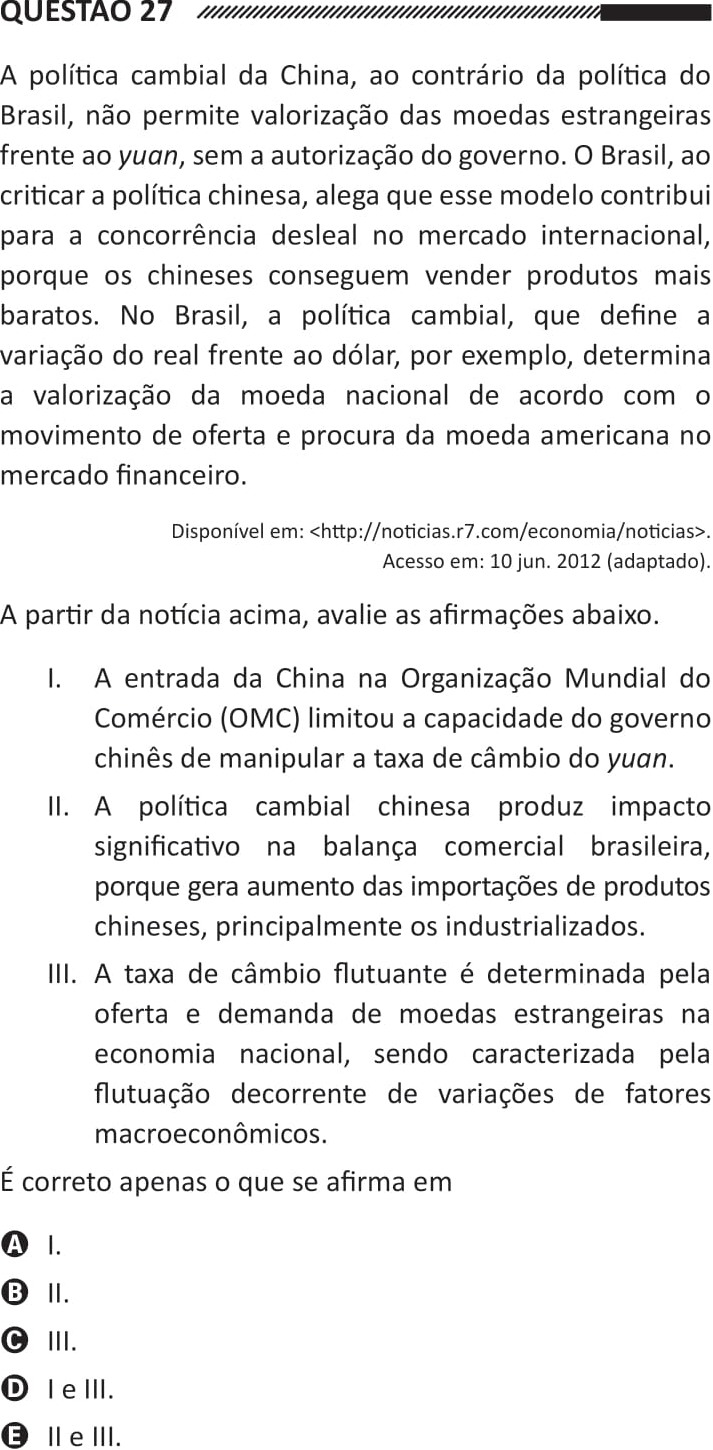 QUESTÃO 27
A política cambial da China, ao contrário da política do
Brasil, não permite valorização das moedas estrangeiras
frente ao yuan, sem a autorização do governo. O Brasil, ao
criticar a política chinesa, alega que esse modelo contribui
para a concorrência desleal no mercado internacional,
porque os chineses conseguem vender produtos mais
baratos. No Brasil, a política cambial, que define a
variação do real frente ao dólar, por exemplo, determina
a valorização da moeda nacional de acordo com o
movimento de oferta e procura da moeda americana no
mercado financeiro.
Disponível em: <http://noticias.r7.com/economia/noticias>.
Acesso em: 10 jun. 2012 (adaptado).
A partir da notícia acima, avalie as afirmações abaixo.
I. A entrada da China na Organização Mundial do
Comércio (OMC) limitou a capacidade do governo
chinês de manipular a taxa de câmbio do yuan.
II. A política cambial chinesa produz impacto
significativo na balança comercial brasileira,
porque gera aumento das importações de produtos
chineses, principalmente os industrializados.
III. A taxa de câmbio flutuante é determinada pela
oferta e demanda de moedas estrangeiras na
economia nacional, sendo caracterizada pela
flutuação decorrente de variações de fatores
macroeconômicos.
É correto apenas o que se afirma em
A I.
B II.
C III.
D I e III.
E II e III.